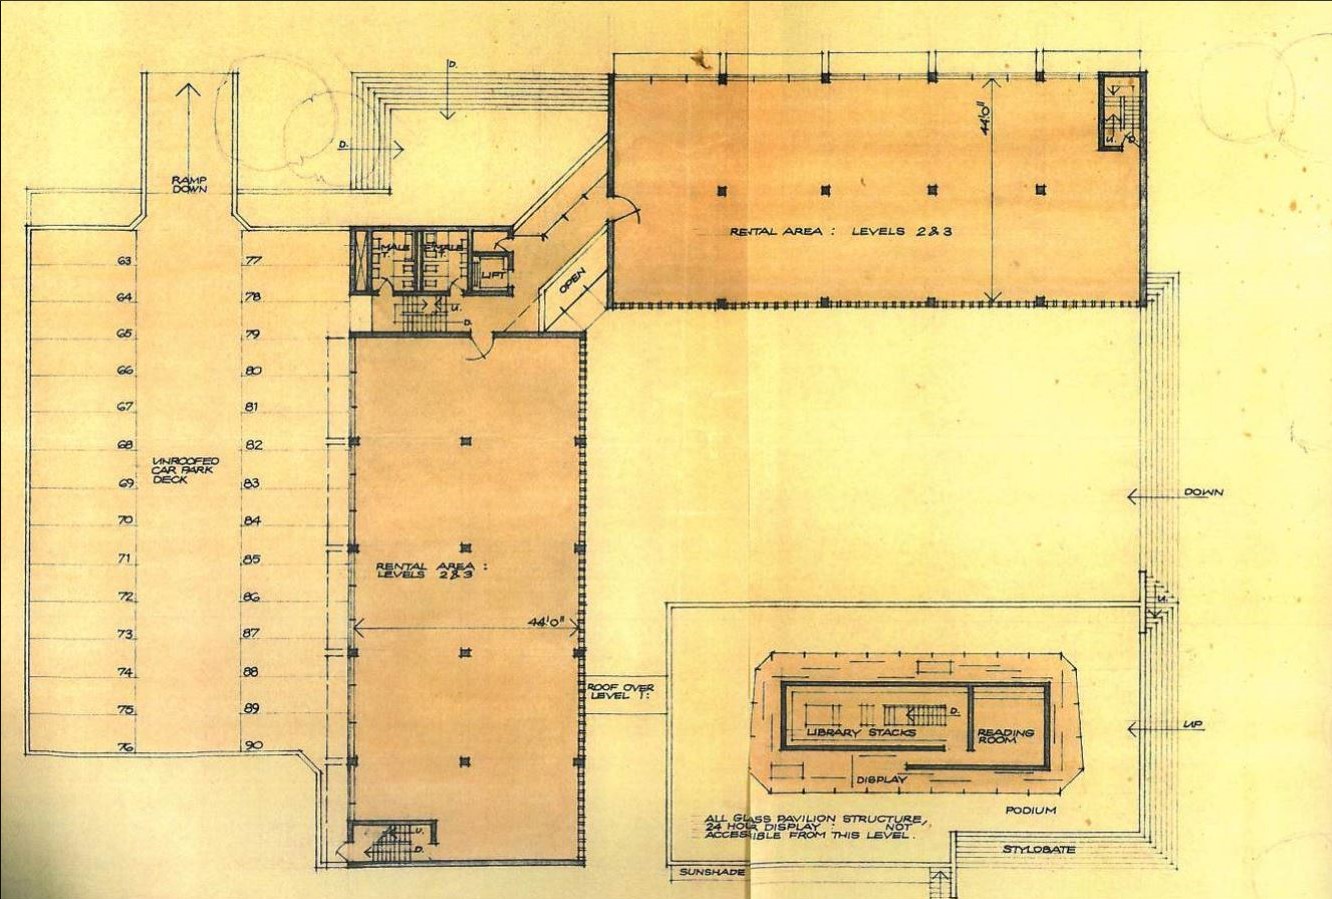 D.
D.
RAMP
DOWN
44'0"
U.
D.
RENTAL AREA : LEVELS 2 & 3
MALE
T.
FEMALE
T.
LIFT
OPEN
U.
D.
63
77
64
78
65
79
66
80
67
81
68
82
69
83
70
84
71
85
72
86
73
87
74
88
75
89
76
90
UNROOFED
CAR PARK
DECK
RENTAL AREA :
LEVELS 2 & 3
44'0"
DOWN
U.
ROOF OVER
LEVEL 1:
UP
D.
LIBRARY STACKS
READING
ROOM
DISPLAY
PODIUM
ALL GLASS PAVILION STRUCTURE,
24 HOUR DISPLAY : NOT
ACCESSIBLE FROM THIS LEVEL.
STYLOBATE
SUNSHADE
U.
D.